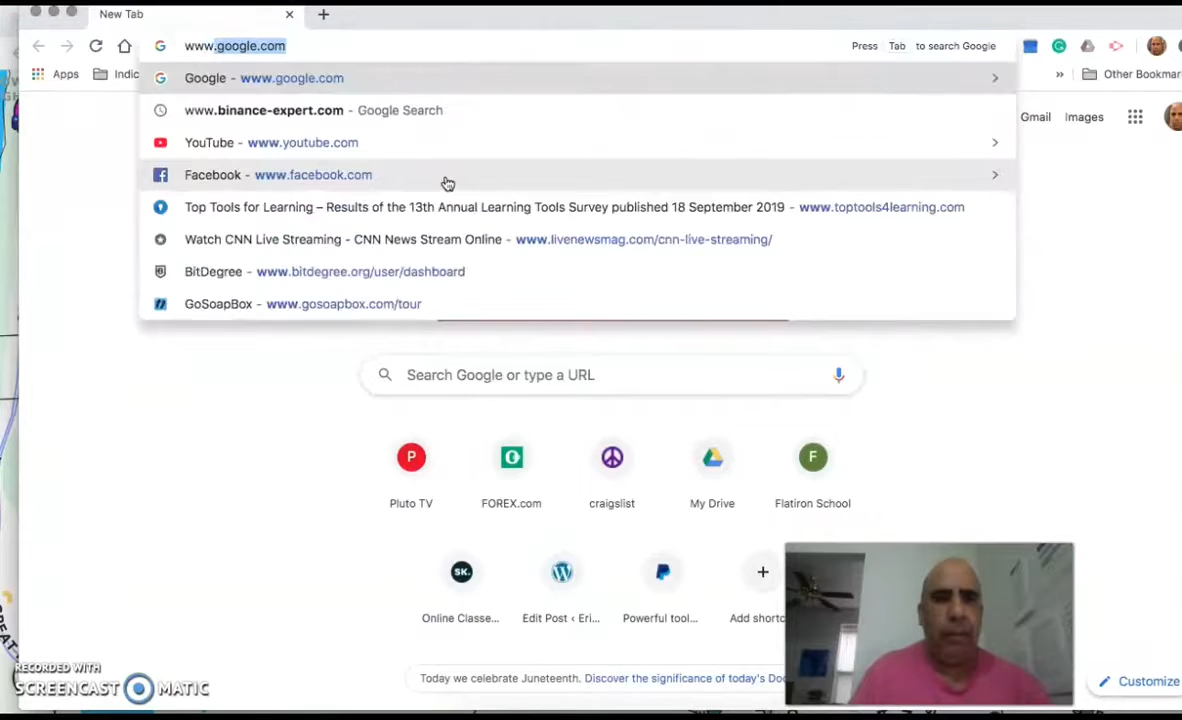 New Tab
www.google.com
Press Tab to search Google
Apps
Indic
Other Bookmar
Google - www.google.com
www.binance-expert.com - Google Search
Gmail Images
YouTube - www.youtube.com
Facebook - www.facebook.com
Top Tools for Learning – Results of the 13th Annual Learning Tools Survey published 18 September 2019 - www.toptools4learning.com
Watch CNN Live Streaming - CNN News Stream Online - www.livenewsmag.com/cnn-live-streaming/
BitDegree - www.bitdegree.org/user/dashboard
GoSoapBox - www.gosoapbox.com/tour
Search Google or type a URL
P F
Pluto TV FOREX.com craigslist My Drive Flatiron School
SK.
Online Classe... Edit Post ‹ Eri... Powerful tool... Add shortc
Today we celebrate Juneteenth. Discover the significance of today's Doo
Customize
RECORDED WITH
SCREENCAST MATIC